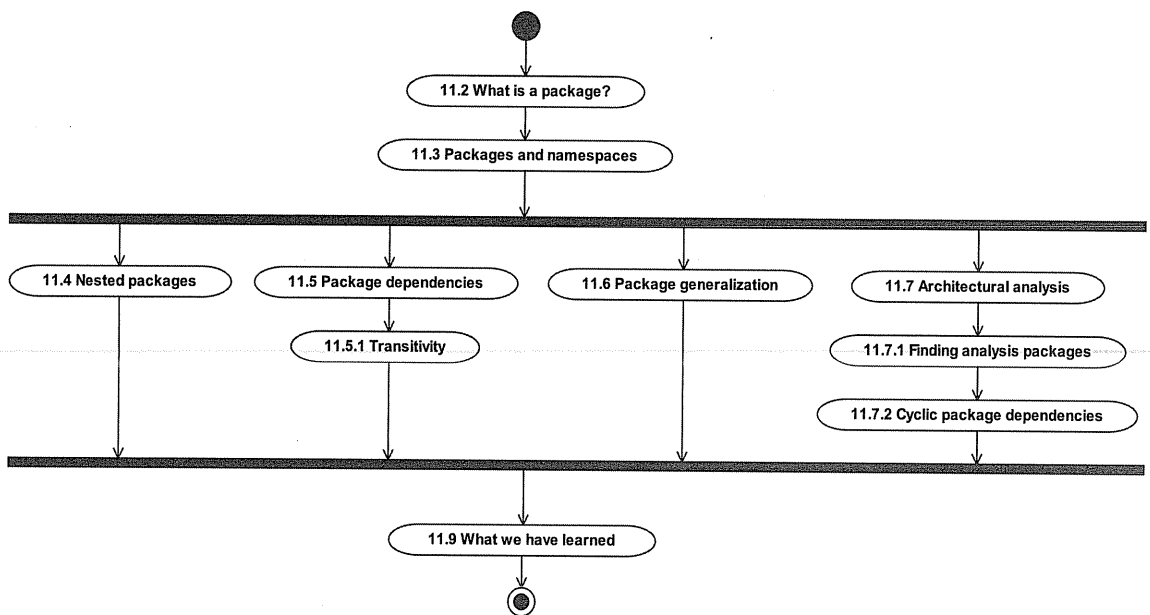 11.2 What is a package?
11.3 Packages and namespaces
11.4 Nested packages
11.5 Package dependencies
11.6 Package generalization
11.7 Architectural analysis
11.5.1 Transitivity
11.7.1 Finding analysis packages
11.7.2 Cyclic package dependencies
11.9 What we have learned